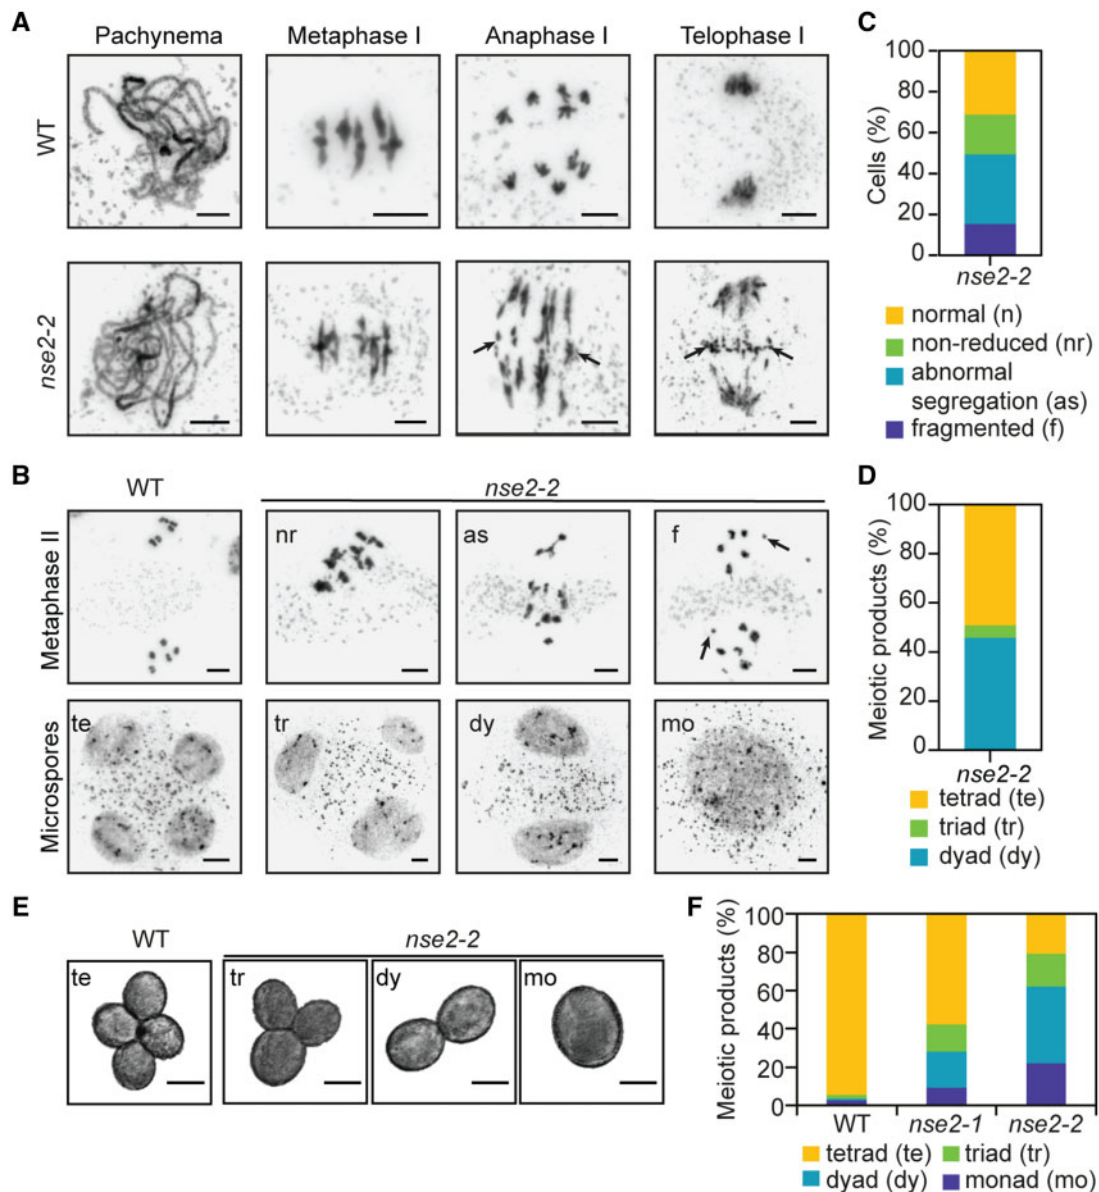 A
Pachynema
Metaphase I
Anaphase I
Telophase I
WT
nse2-2
B
WT
nse2-2
Metaphase II
nr
as
f
Microspores
te
tr
dy
mo
C
Cells (%)
100
80
60
40
20
0
nse2-2
normal (n)
non-reduced (nr)
abnormal
segregation (as)
fragmented (f)
D
Meiotic products (%)
100
80
60
40
20
0
nse2-2
tetrad (te)
triad (tr)
dyad (dy)
E
WT
nse2-2
te
tr
dy
mo
F
Meiotic products (%)
100
80
60
40
20
0
WT
nse2-1
nse2-2
tetrad (te)
triad (tr)
dyad (dy)
monad (mo)